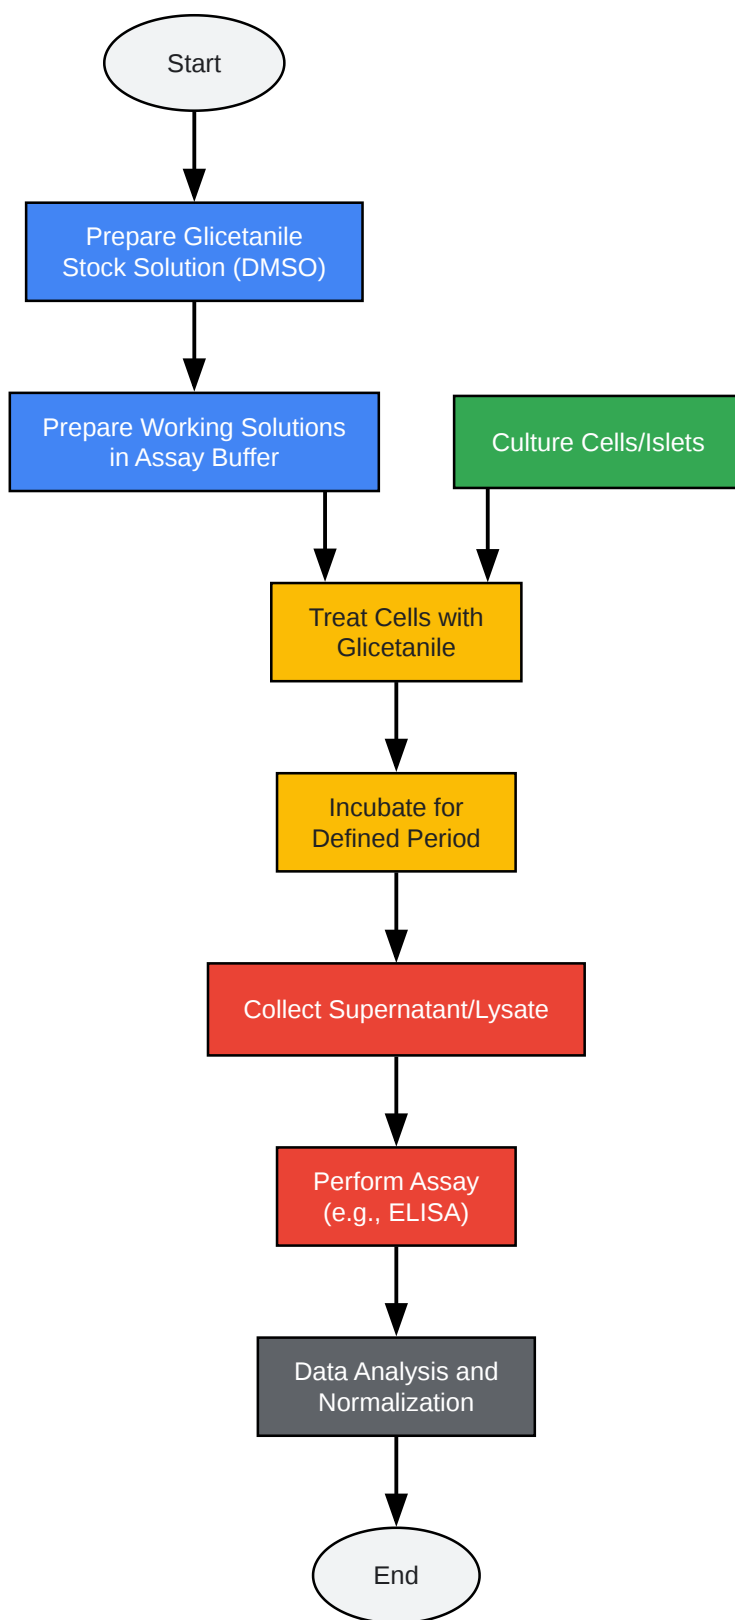 Start
Prepare Glicetanile
Stock Solution (DMSO)
Prepare Working Solutions
in Assay Buffer
Culture Cells/Islets
Treat Cells with
Glicetanile
Incubate for
Defined Period
Collect Supernatant/Lysate
Perform Assay
(e.g., ELISA)
Data Analysis and
Normalization
End